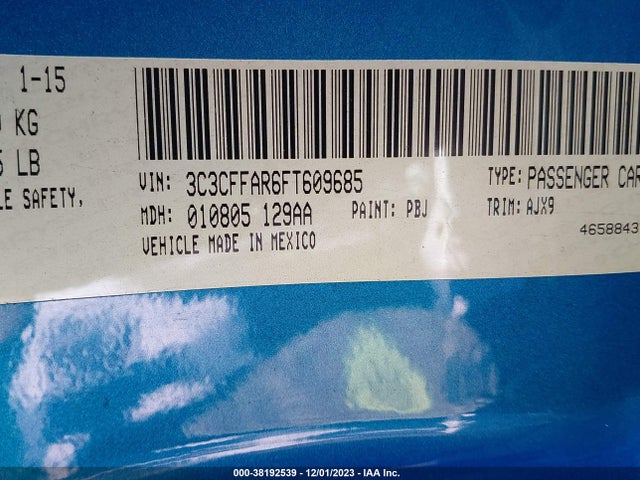 1-15
KG
LB
LE SAFETY,
VIN: 3C3CFFAR6FT609685
TYPE: PASSENGER CAR
MDH: 010805 129AA
PAINT: PBJ
TRIM: AJX9
VEHICLE MADE IN MEXICO
4658843
000-38192539 - 12/01/2023 - IAA Inc.